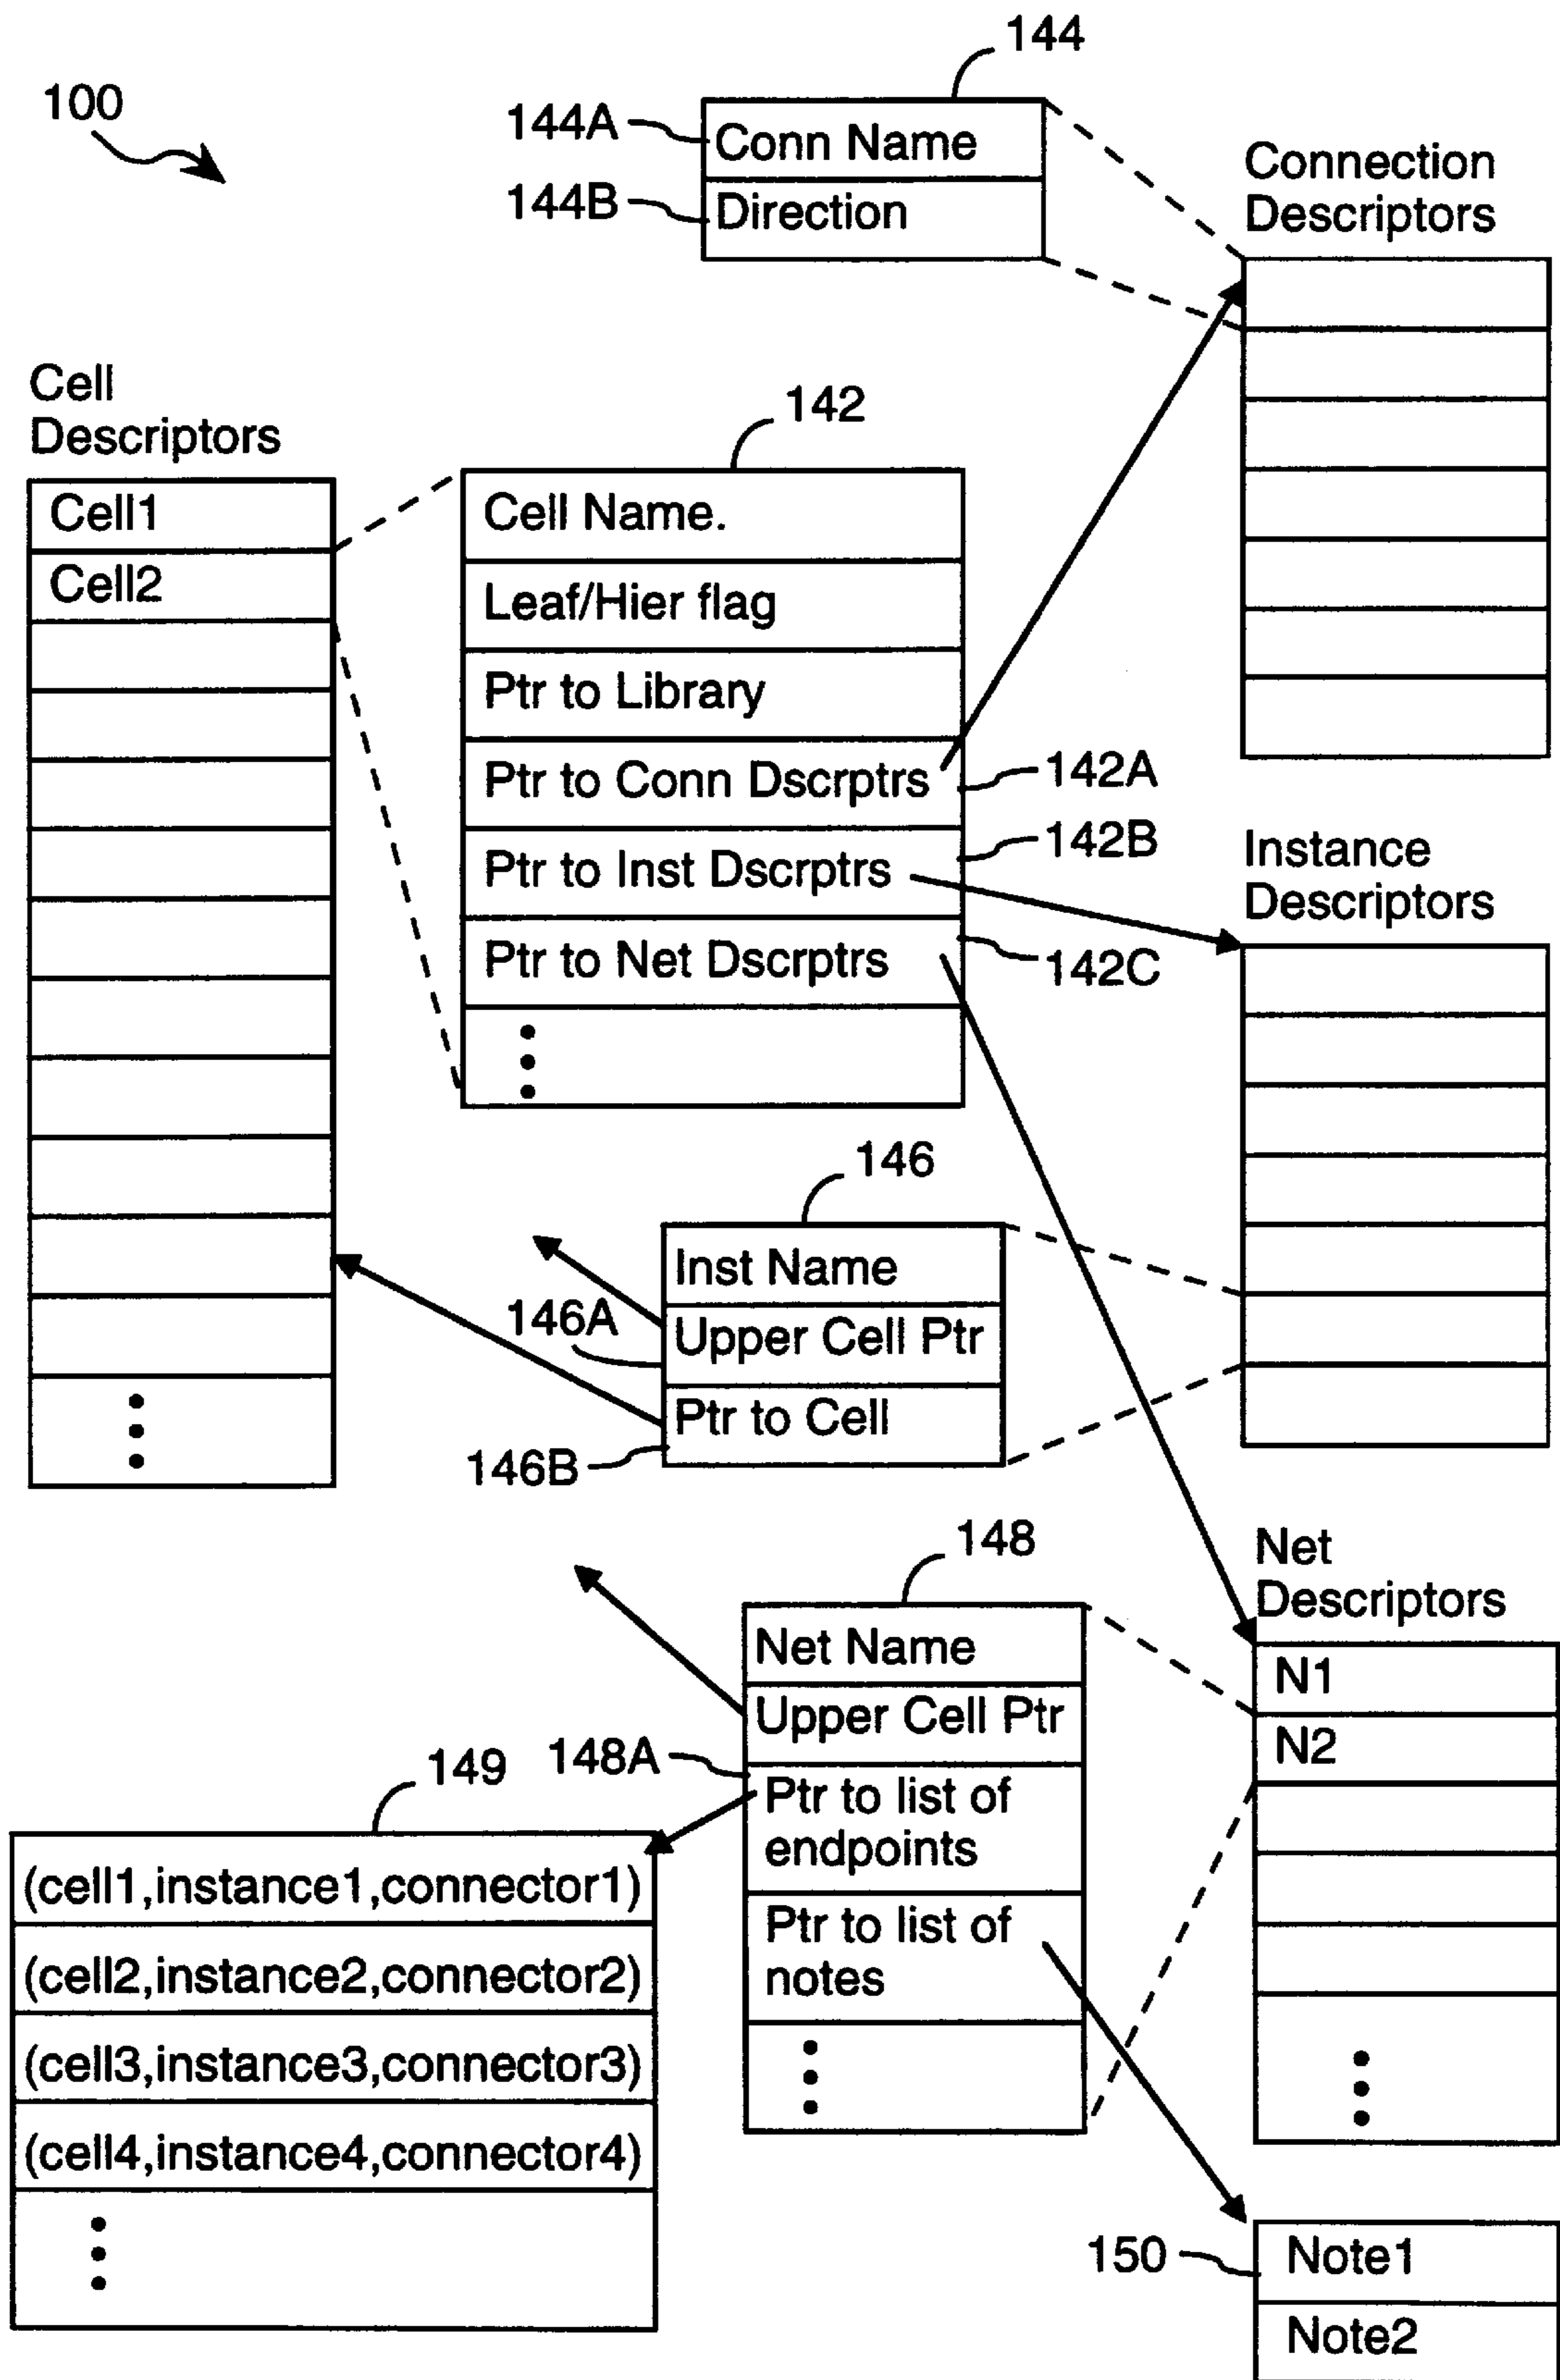 144
100
144A
Conn Name
144B
Direction
Connection
Descriptors
Cell
Descriptors
Cell1
Cell2
142
Cell Name.
Leaf/Hier flag
Ptr to Library
Ptr to Conn Dscrptrs
142A
Ptr to Inst Dscrptrs
142B
Ptr to Net Dscrptrs
142C
Instance
Descriptors
146
Inst Name
146A
Upper Cell Ptr
Ptr to Cell
146B
148
Net Name
Upper Cell Ptr
148A
Ptr to list of
endpoints
Ptr to list of
notes
Net
Descriptors
N1
N2
149
(cell1,instance1,connector1)
(cell2,instance2,connector2)
(cell3,instance3,connector3)
(cell4,instance4,connector4)
150
Note1
Note2